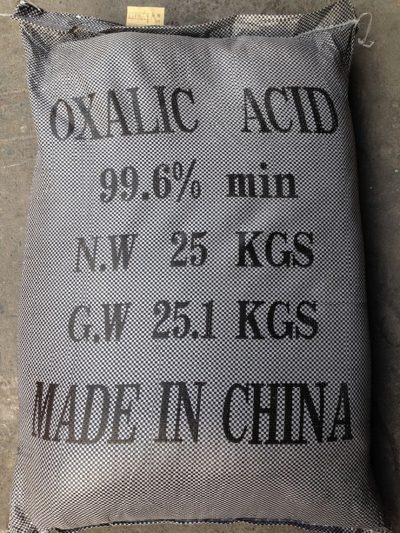 OXALIC ACID
99.6% min
N.W 25 KGS
G.W 25.1 KGS
MADE IN CHINA